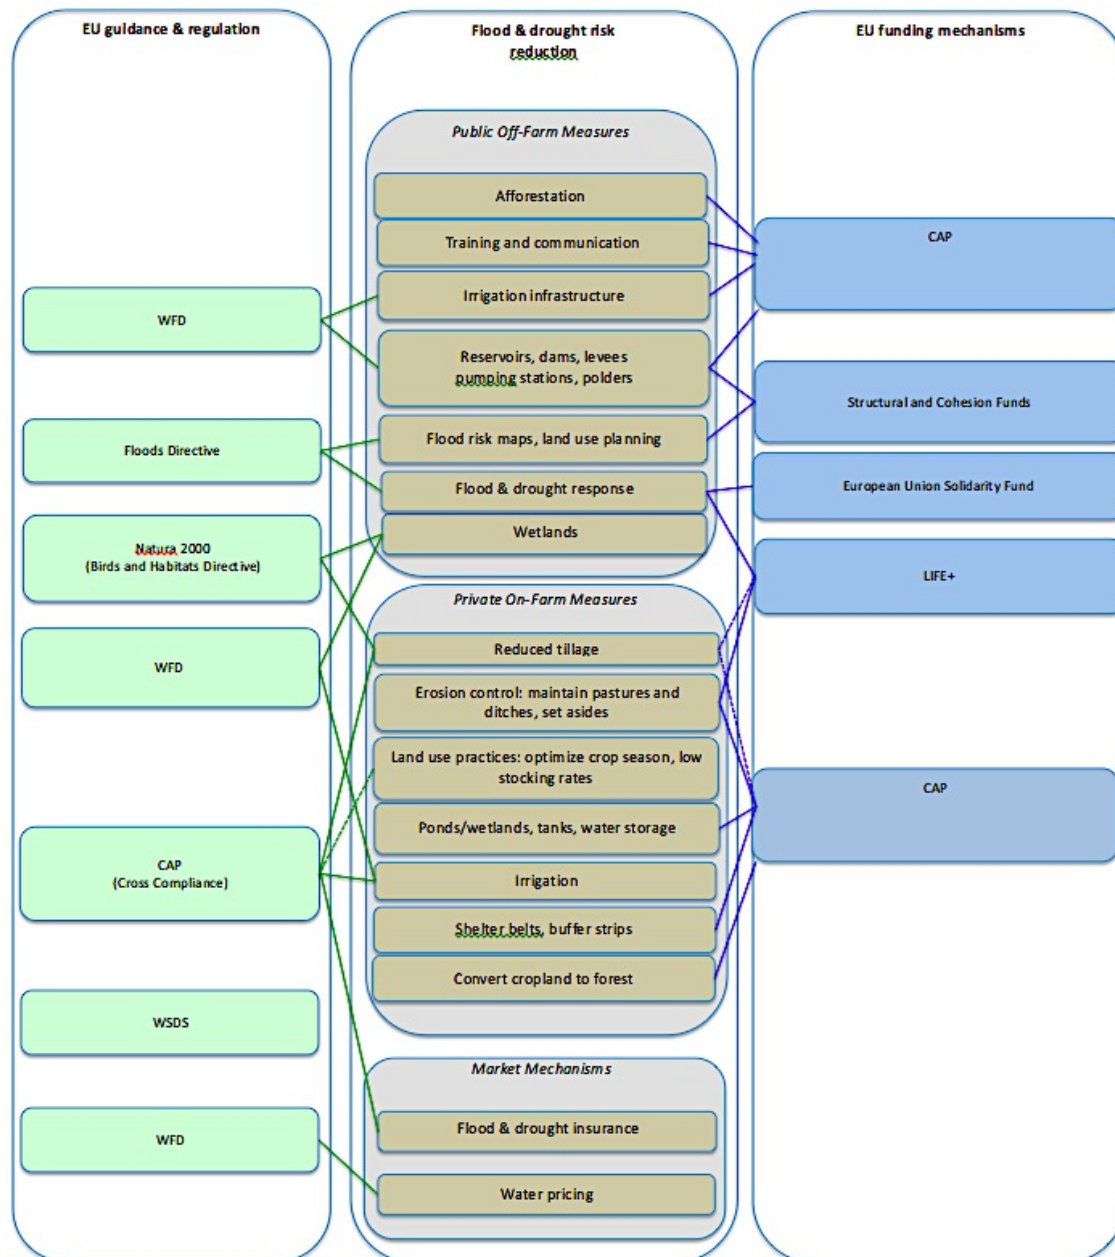 EU guidance & regulation
WFD
Floods Directive
Natura 2000
(Birds and Habitats Directive)
WFD
CAP
(Cross Compliance)
WSDS
WFD
Flood & drought risk
reduction
Public Off-Farm Measures
Afforestation
Training and communication
Irrigation infrastructure
Reservoirs, dams, levees
pumping stations, polders
Flood risk maps, land use planning
Flood & drought response
Wetlands
Private On-Farm Measures
Reduced tillage
Erosion control: maintain pastures and
ditches, set asides
Land use practices: optimize crop season, low
stocking rates
Ponds/wetlands, tanks, water storage
Irrigation
Shelter belts, buffer strips
Convert cropland to forest
Market Mechanisms
Flood & drought insurance
Water pricing
EU funding mechanisms
CAP
Structural and Cohesion Funds
European Union Solidarity Fund
LIFE+
CAP